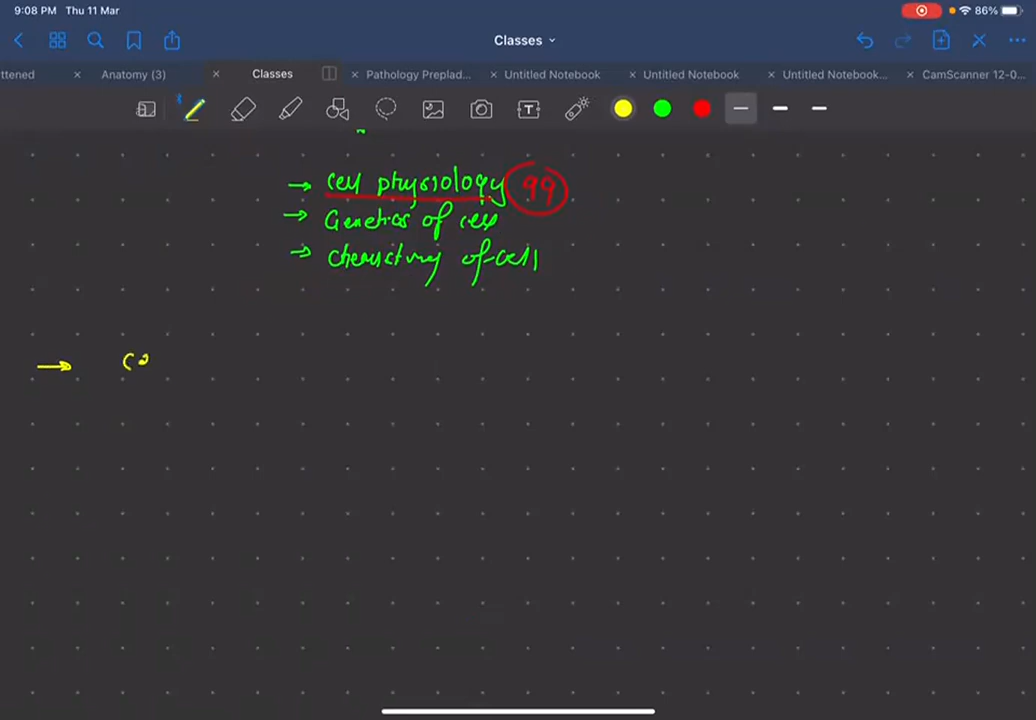 9:08 PM Thu 11 Mar 86%
Classes
ttened Anatomy (3) Classes Pathology Preplad... Untitled Notebook Untitled Notebook Untitled Notebook... CamScanner 12-0...
T
→ cell physiology 99
→ Genetics of cell
→ chemistry of cell
→